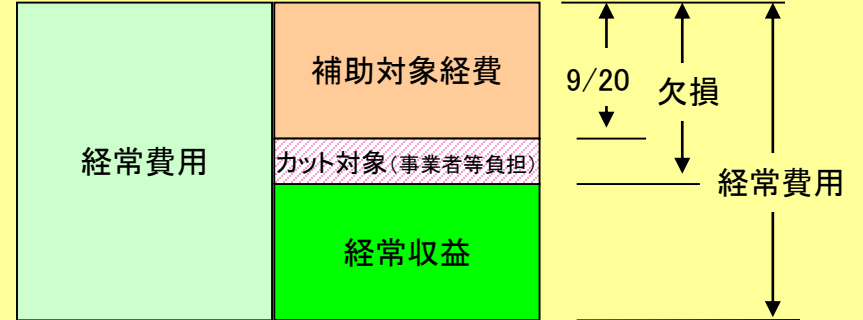 経常費用
補助対象経費
カット対象(事業者等負担)
経常収益
9/20
欠損
経常費用